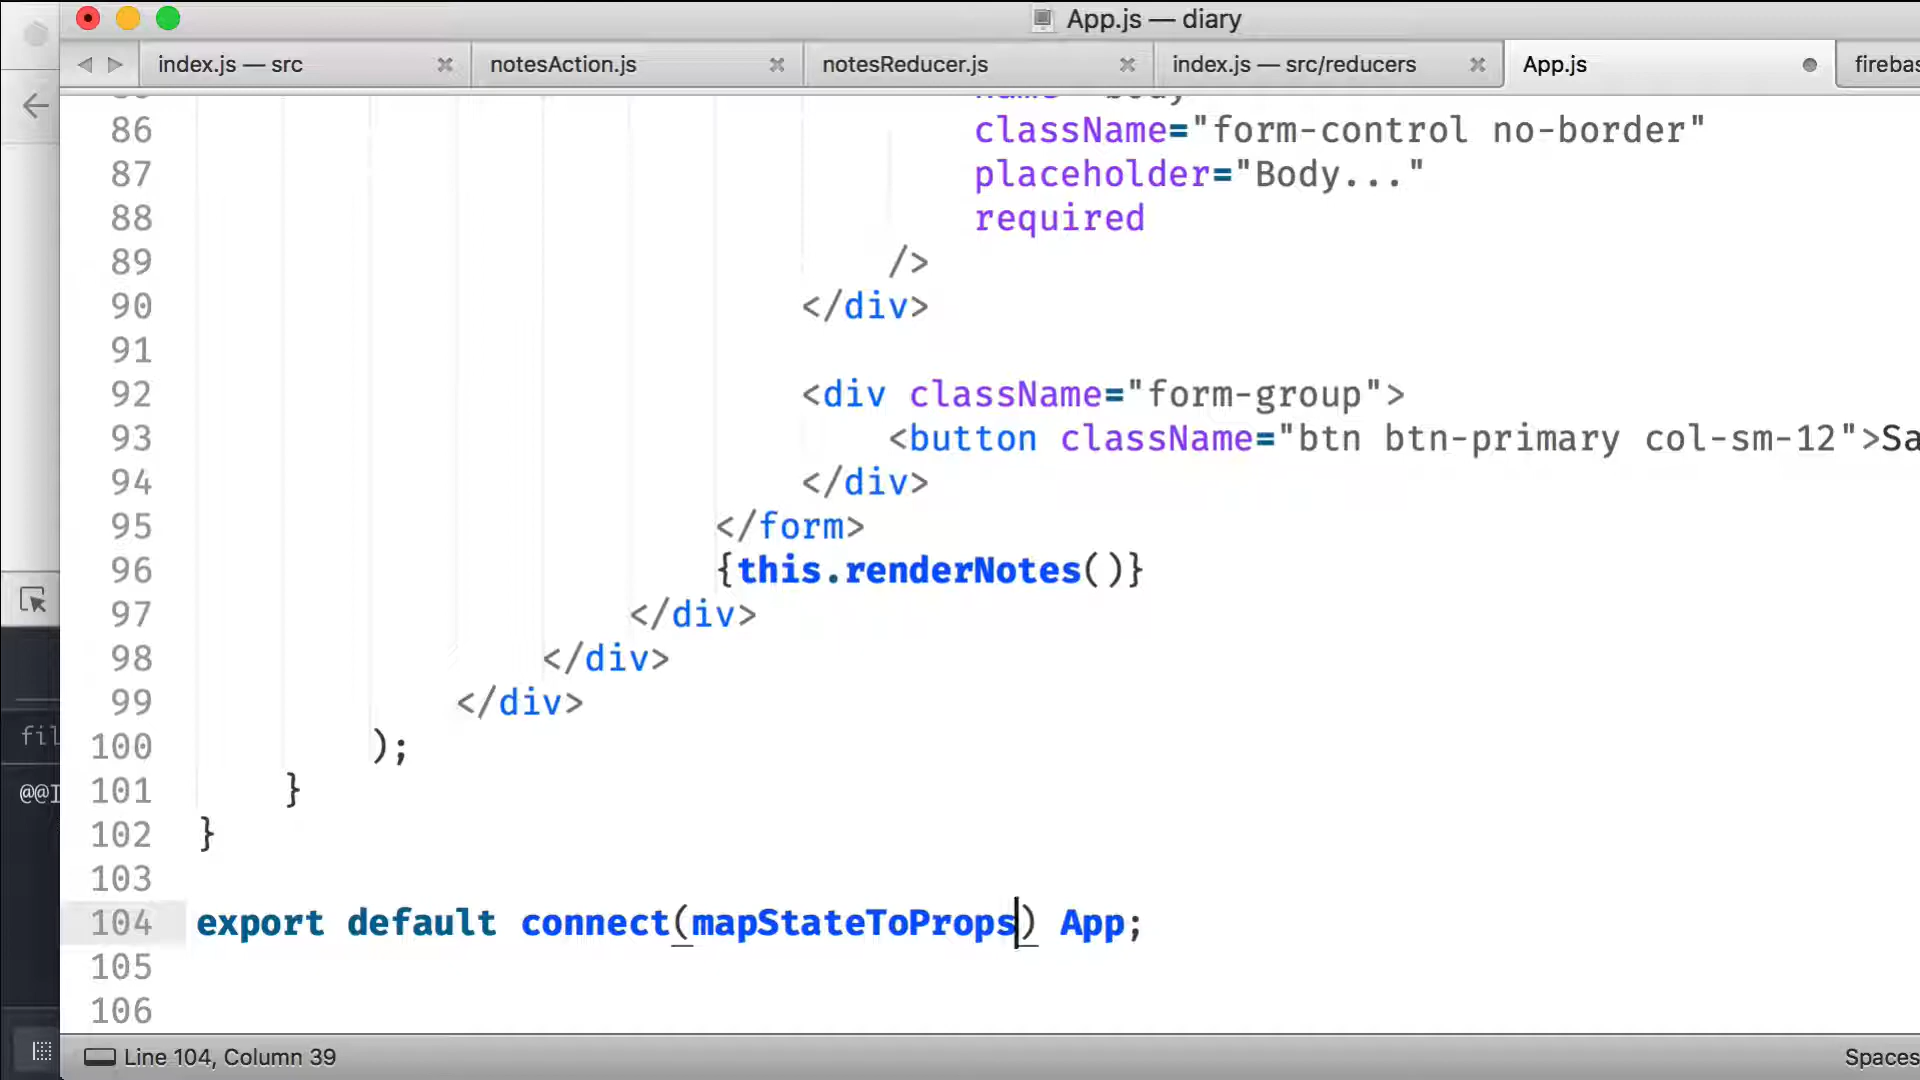 App.js — diary
index.js — src notesAction.js notesReducer.js index.js — src/reducers App.js firebas
86 className="form-control no-border"
87 placeholder="Body..."
88 required
89 />
90 </div>
91
92 <div className="form-group">
93 <button className="btn btn-primary col-sm-12">Sa
94 </div>
95 </form>
96 {this.renderNotes()}
97 </div>
98 </div>
99 </div>
fil
100 );
@@I
101 }
102 }
103
104 export default connect(mapStateToProps) App;
105
106
Line 104, Column 39 Spaces